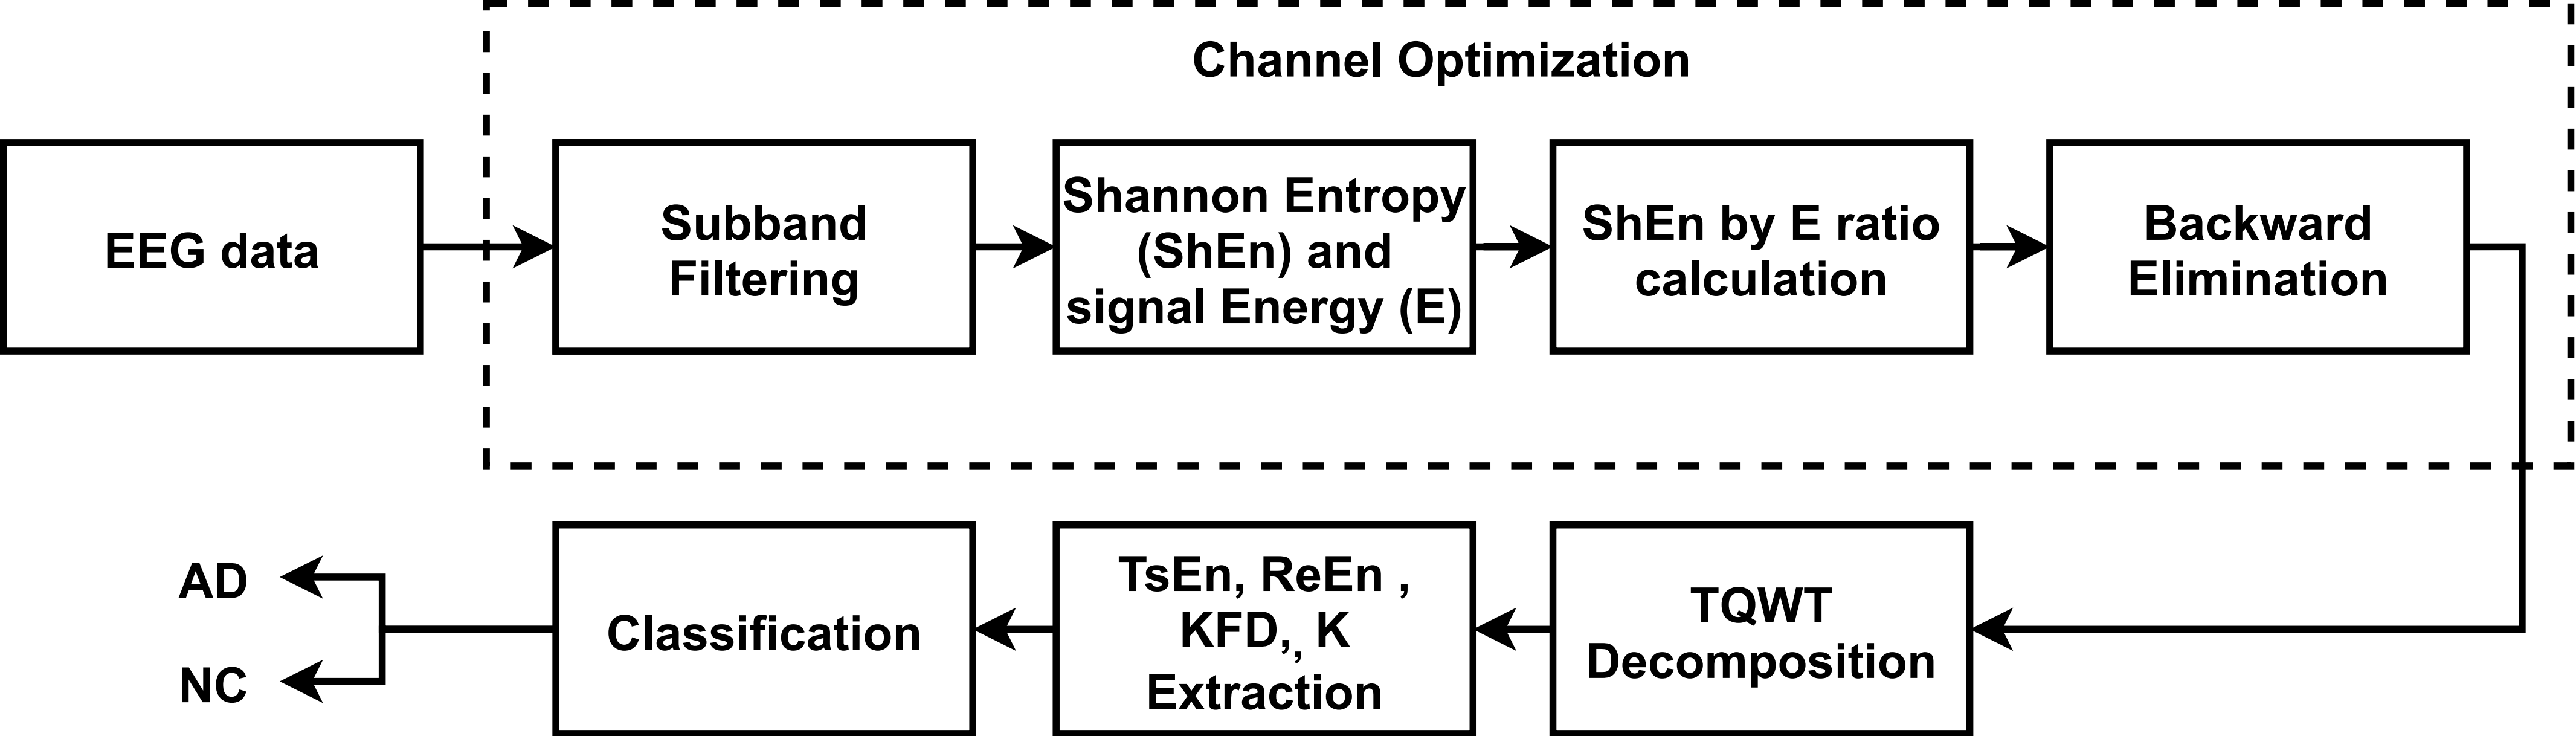 Channel Optimization
EEG data
Subband
Filtering
Shannon Entropy
(ShEn) and
signal Energy (E)
ShEn by E ratio
calculation
Backward
Elimination
TQWT
Decomposition
TsEn, ReEn ,
KFD,, K
Extraction
Classification
AD
NC